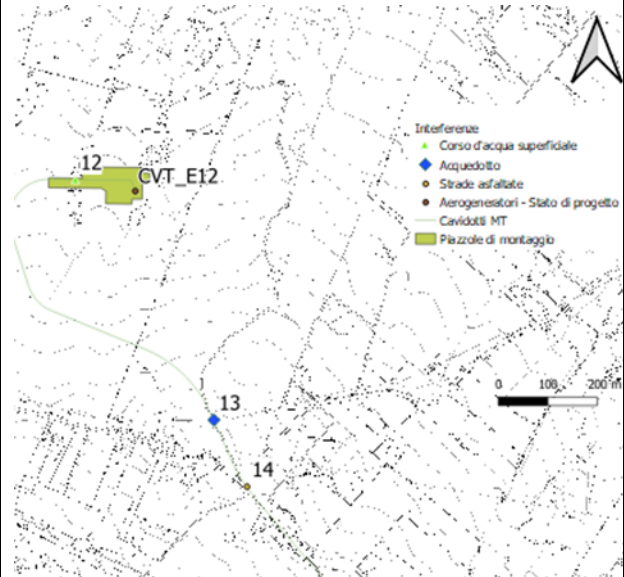 Interferenze
Corso d'acqua superficiale
Acquedotto
Strade asfaltate
Aerogeneratori - Stato di progetto
Cavidotti MT
Piazzole di montaggio
12
CVT_E12
0 100 200 m
13
14